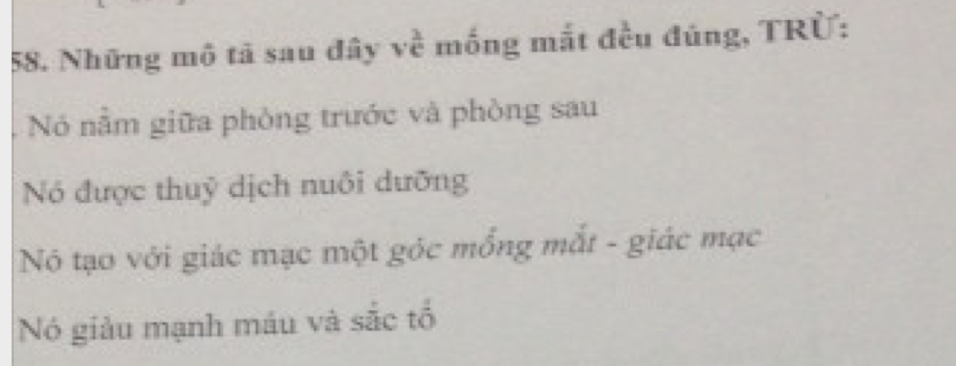 58. Những mô tả sau đây về mống mắt đều đúng, TRỪ:
. Nó nằm giữa phòng trước và phòng sau
Nó được thuỷ dịch nuôi dưỡng
Nó tạo với giác mạc một góc mống mắt - giác mạc
Nó giàu mạnh máu và sắc tố